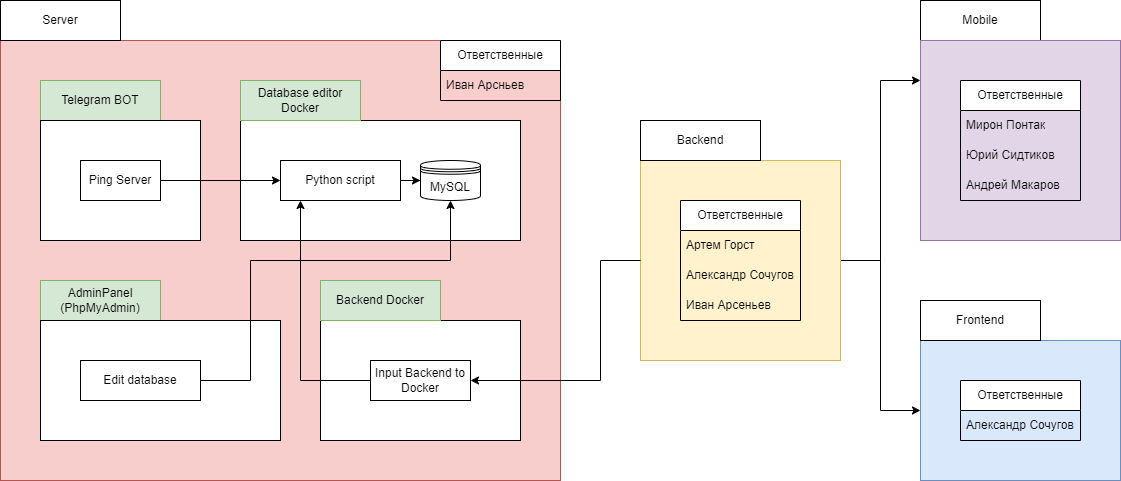 Server
Ответственные
Иван Арсньев
Telegram BOT
Ping Server
Database editor
Docker
Python script
MySQL
AdminPanel
(PhpMyAdmin)
Edit database
Backend Docker
Input Backend to
Docker
Backend
Ответственные
Артем Горст
Александр Сочугов
Иван Арсеньев
Mobile
Ответственные
Мирон Понтак
Юрий Сидтиков
Андрей Макаров
Frontend
Ответственные
Александр Сочугов